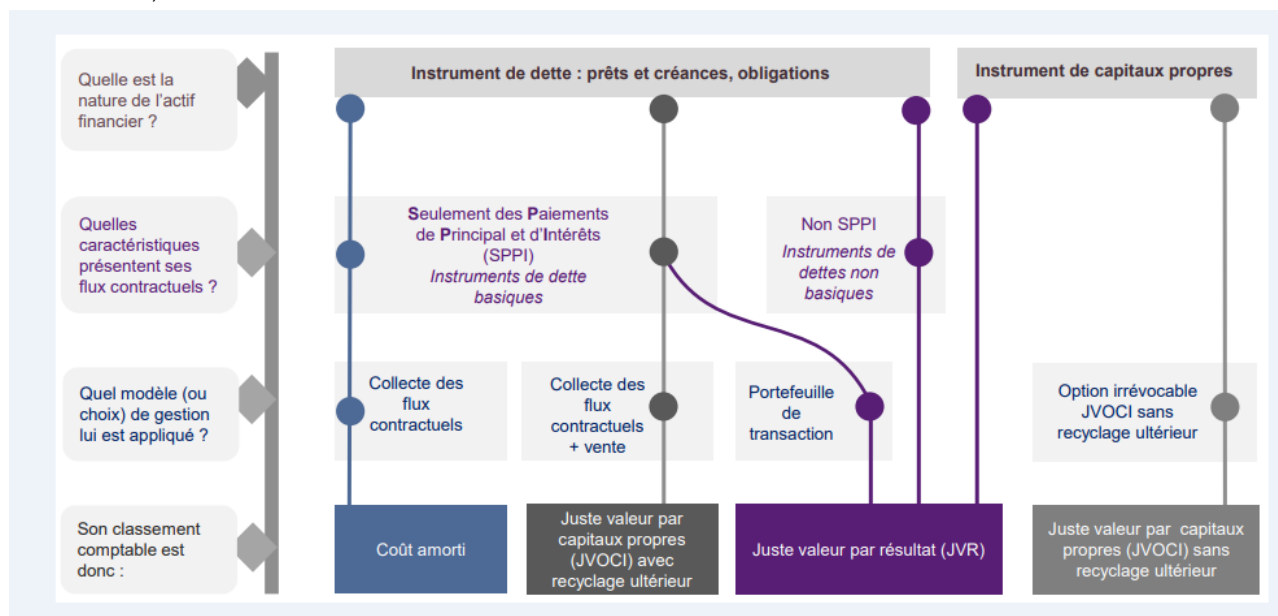 Instrument de dette : prêts et créances, obligations
Instrument de capitaux propres
Quelle est la
nature de l'actif
financier ?
Quelles
caractéristiques
présentent ses
flux contractuels ?
Seulement des Paiements
de Principal et d'Intérêts
(SPPI)
Instruments de dette
basiques
Non SPPI
Instruments de
dettes non
basiques
Quel modèle (ou
choix) de gestion
lui est appliqué ?
Collecte des
flux
contractuels
Collecte des
flux
contractuels
+ vente
Portefeuille
de
transaction
Option irrévocable
JVOCI sans
recyclage ultérieur
Son classement
comptable est
donc :
Coût amorti
Juste valeur par
capitaux propres
(JVOCI) avec
recyclage ultérieur
Juste valeur par résultat (JVR)
Juste valeur par capitaux
propres (JVOCI) sans
recyclage ultérieur